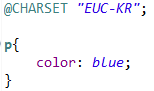 @CHARSET "EUC-KR";
p{
    color: blue;
}